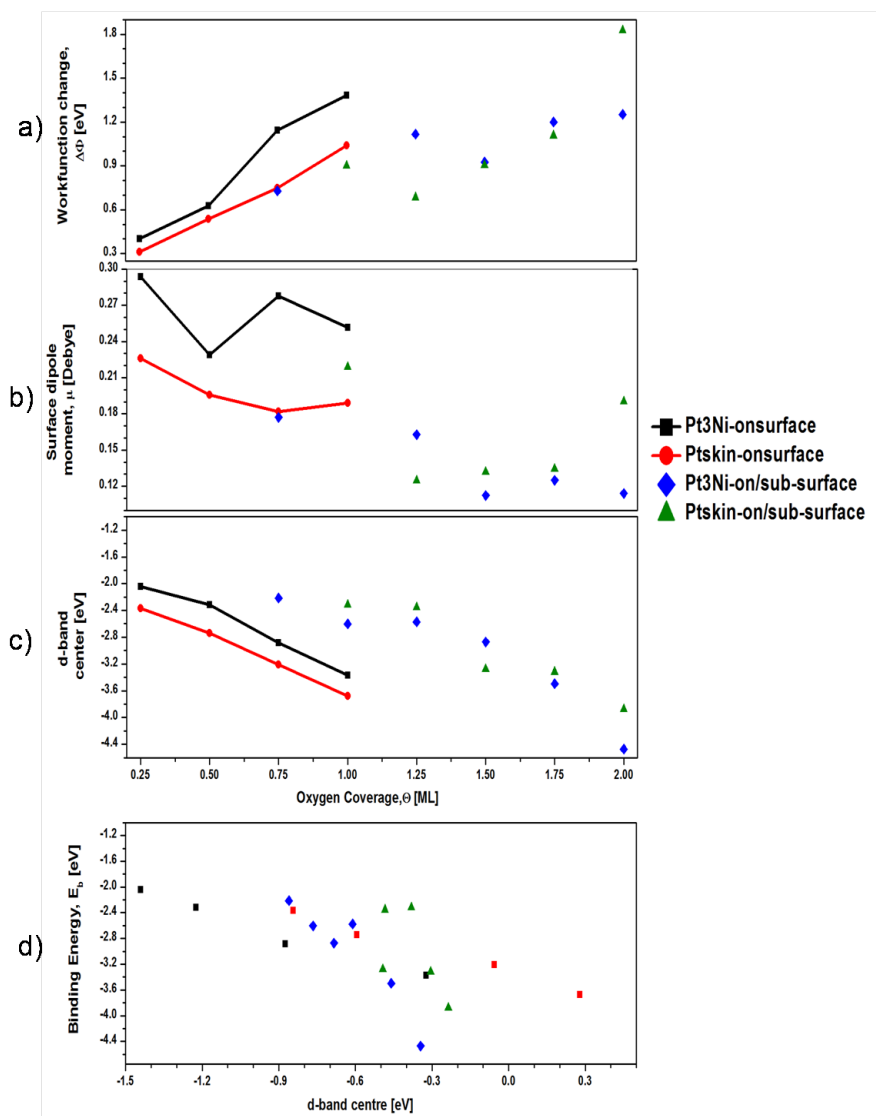 a)
Workfunction change,
ΔΦ [eV]
1.8
1.5
1.2
0.9
0.6
0.3
b)
Surface dipole
moment, μ [Debye]
0.30
0.27
0.24
0.21
0.18
0.15
0.12
Pt3Ni-onsurface
Ptskin-onsurface
Pt3Ni-on/sub-surface
Ptskin-on/sub-surface
c)
d-band
center [eV]
-1.2
-1.6
-2.0
-2.4
-2.8
-3.2
-3.6
-4.0
-4.4
0.25 0.50 0.75 1.00 1.25 1.50 1.75 2.00
Oxygen Coverage,Θ [ML]
d)
Binding Energy, E_b [eV]
-1.2
-1.6
-2.0
-2.4
-2.8
-3.2
-3.6
-4.0
-4.4
-1.5 -1.2 -0.9 -0.6 -0.3 0.0 0.3
d-band centre [eV]